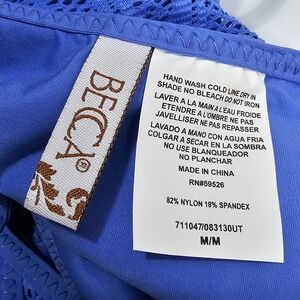 BECCA®
HAND WASH COLD LINE DRY IN
SHADE NO BLEACH DO NOT IRON
LAVER A LA MAIN A L'EAU FROIDE
ETENDRE A L'OMBRE NE PAS
JAVELLISER NE PAS REPASSER
LAVADO A MANO CON AGUA FRIA
COLGAR A SECAR EN LA SOMBRA
NO USE BLANQUEADOR
NO PLANCHAR
MADE IN CHINA
RN#59526
82% NYLON 18% SPANDEX
711047/083130UT
M/M